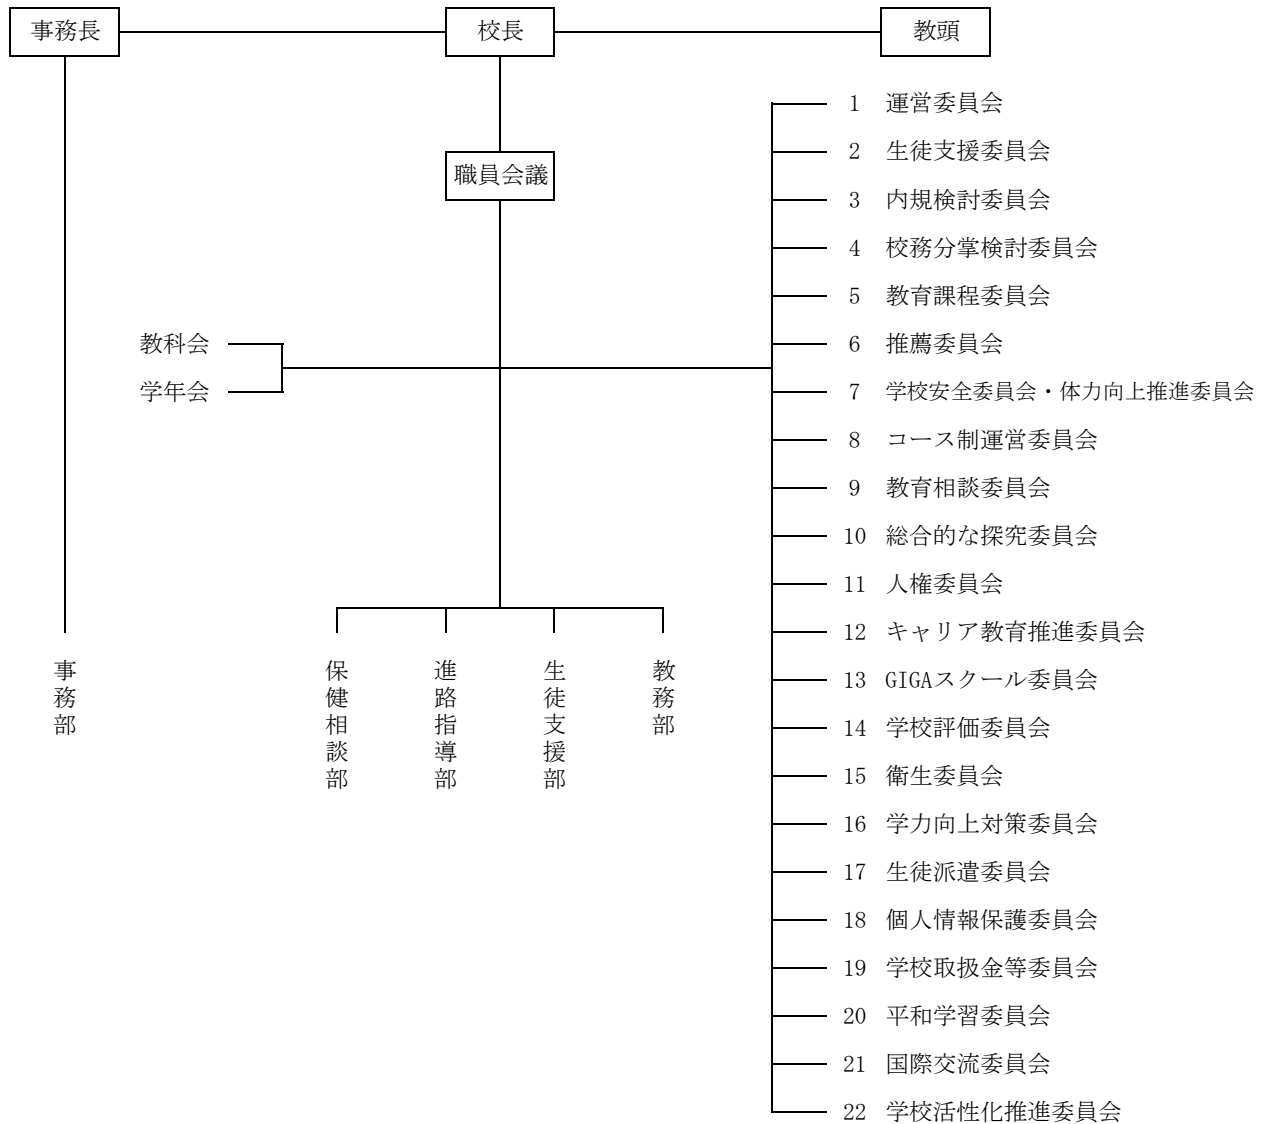 事務長
校長
教頭
職員会議
教科会
学年会
1 運営委員会
2 生徒支援委員会
3 内規検討委員会
4 校務分掌検討委員会
5 教育課程委員会
6 推薦委員会
7 学校安全委員会・体力向上推進委員会
8 コース制運営委員会
9 教育相談委員会
10 総合的な探究委員会
11 人権委員会
12 キャリア教育推進委員会
13 GIGAスクール委員会
14 学校評価委員会
15 衛生委員会
16 学力向上対策委員会
17 生徒派遣委員会
18 個人情報保護委員会
19 学校取扱金等委員会
20 平和学習委員会
21 国際交流委員会
22 学校活性化推進委員会
事務部
保健相談部
進路指導部
生徒支援部
教務部